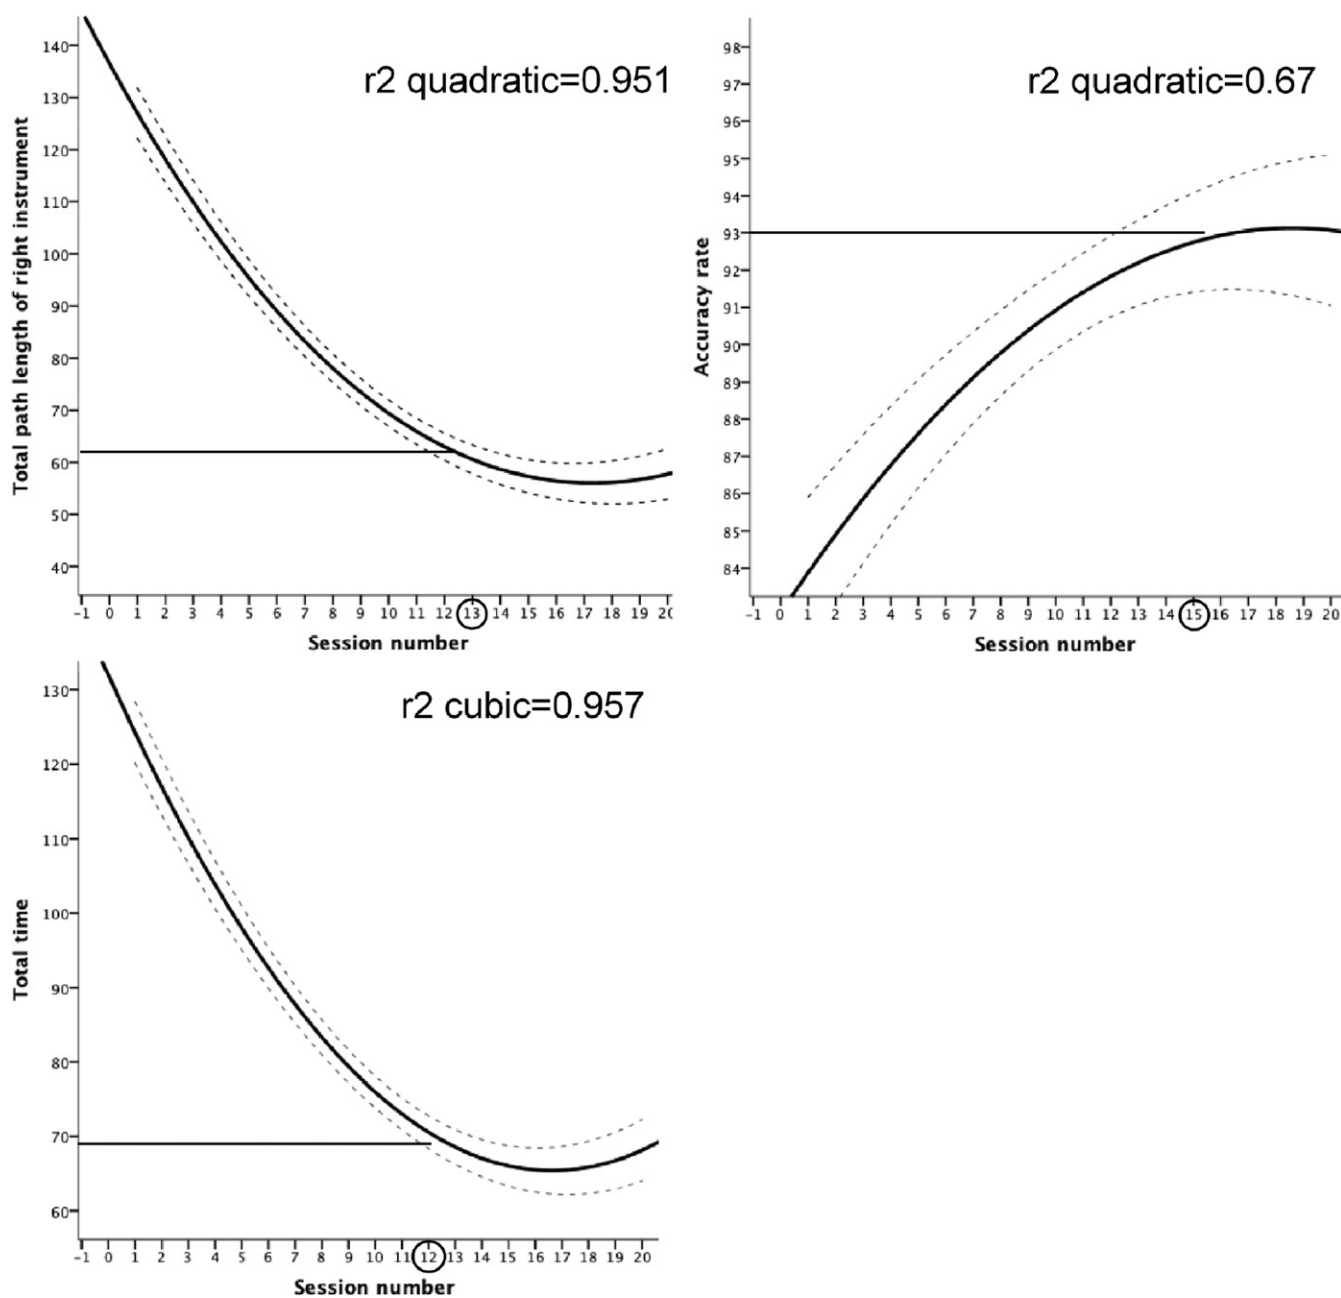 r2 quadratic=0.951
Total path length of right instrument
140
130
120
110
100
90
80
70
60
50
40
-1 0 1 2 3 4 5 6 7 8 9 10 11 12 13 14 15 16 17 18 19 20
Session number
r2 quadratic=0.67
Accuracy rate
98
97
96
95
94
93
92
91
90
89
88
87
86
85
84
-1 0 1 2 3 4 5 6 7 8 9 10 11 12 13 14 15 16 17 18 19 20
Session number
r2 cubic=0.957
Total time
130
120
110
100
90
80
70
60
-1 0 1 2 3 4 5 6 7 8 9 10 11 12 13 14 15 16 17 18 19 20
Session number